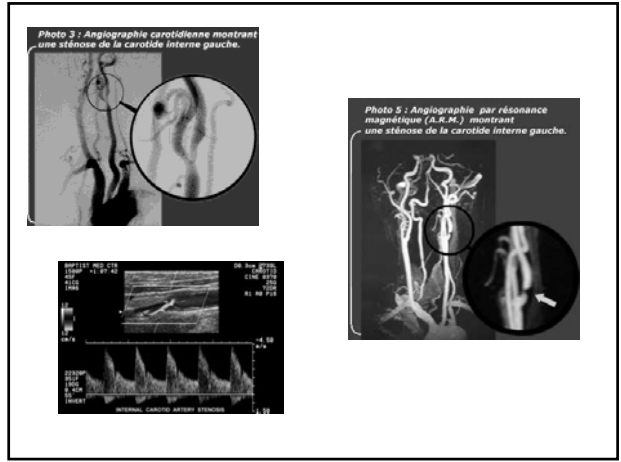 Photo 3 : Angiographie carotidienne montrant
une sténose de la carotide interne gauche.
Photo 5 : Angiographie par résonance
magnétique (A.R.M.) montrant
une sténose de la carotide interne gauche.
BAPTIST MED CTR
CAROTID
INVERT
INTERNAL CAROTID ARTERY STENOSIS